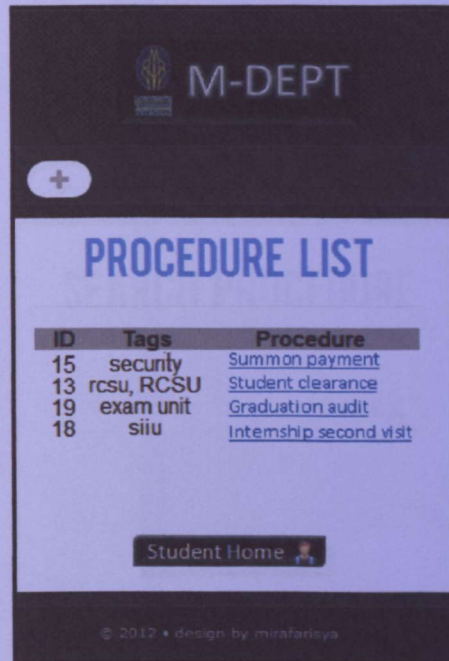 M-DEPT
+
PROCEDURE LIST
ID Tags Procedure
15 security Summon payment
13 rcsu, RCSU Student clearance
19 exam unit Graduation audit
18 siiu Internship second visit
Student Home
© 2012 • design by mirafarisya